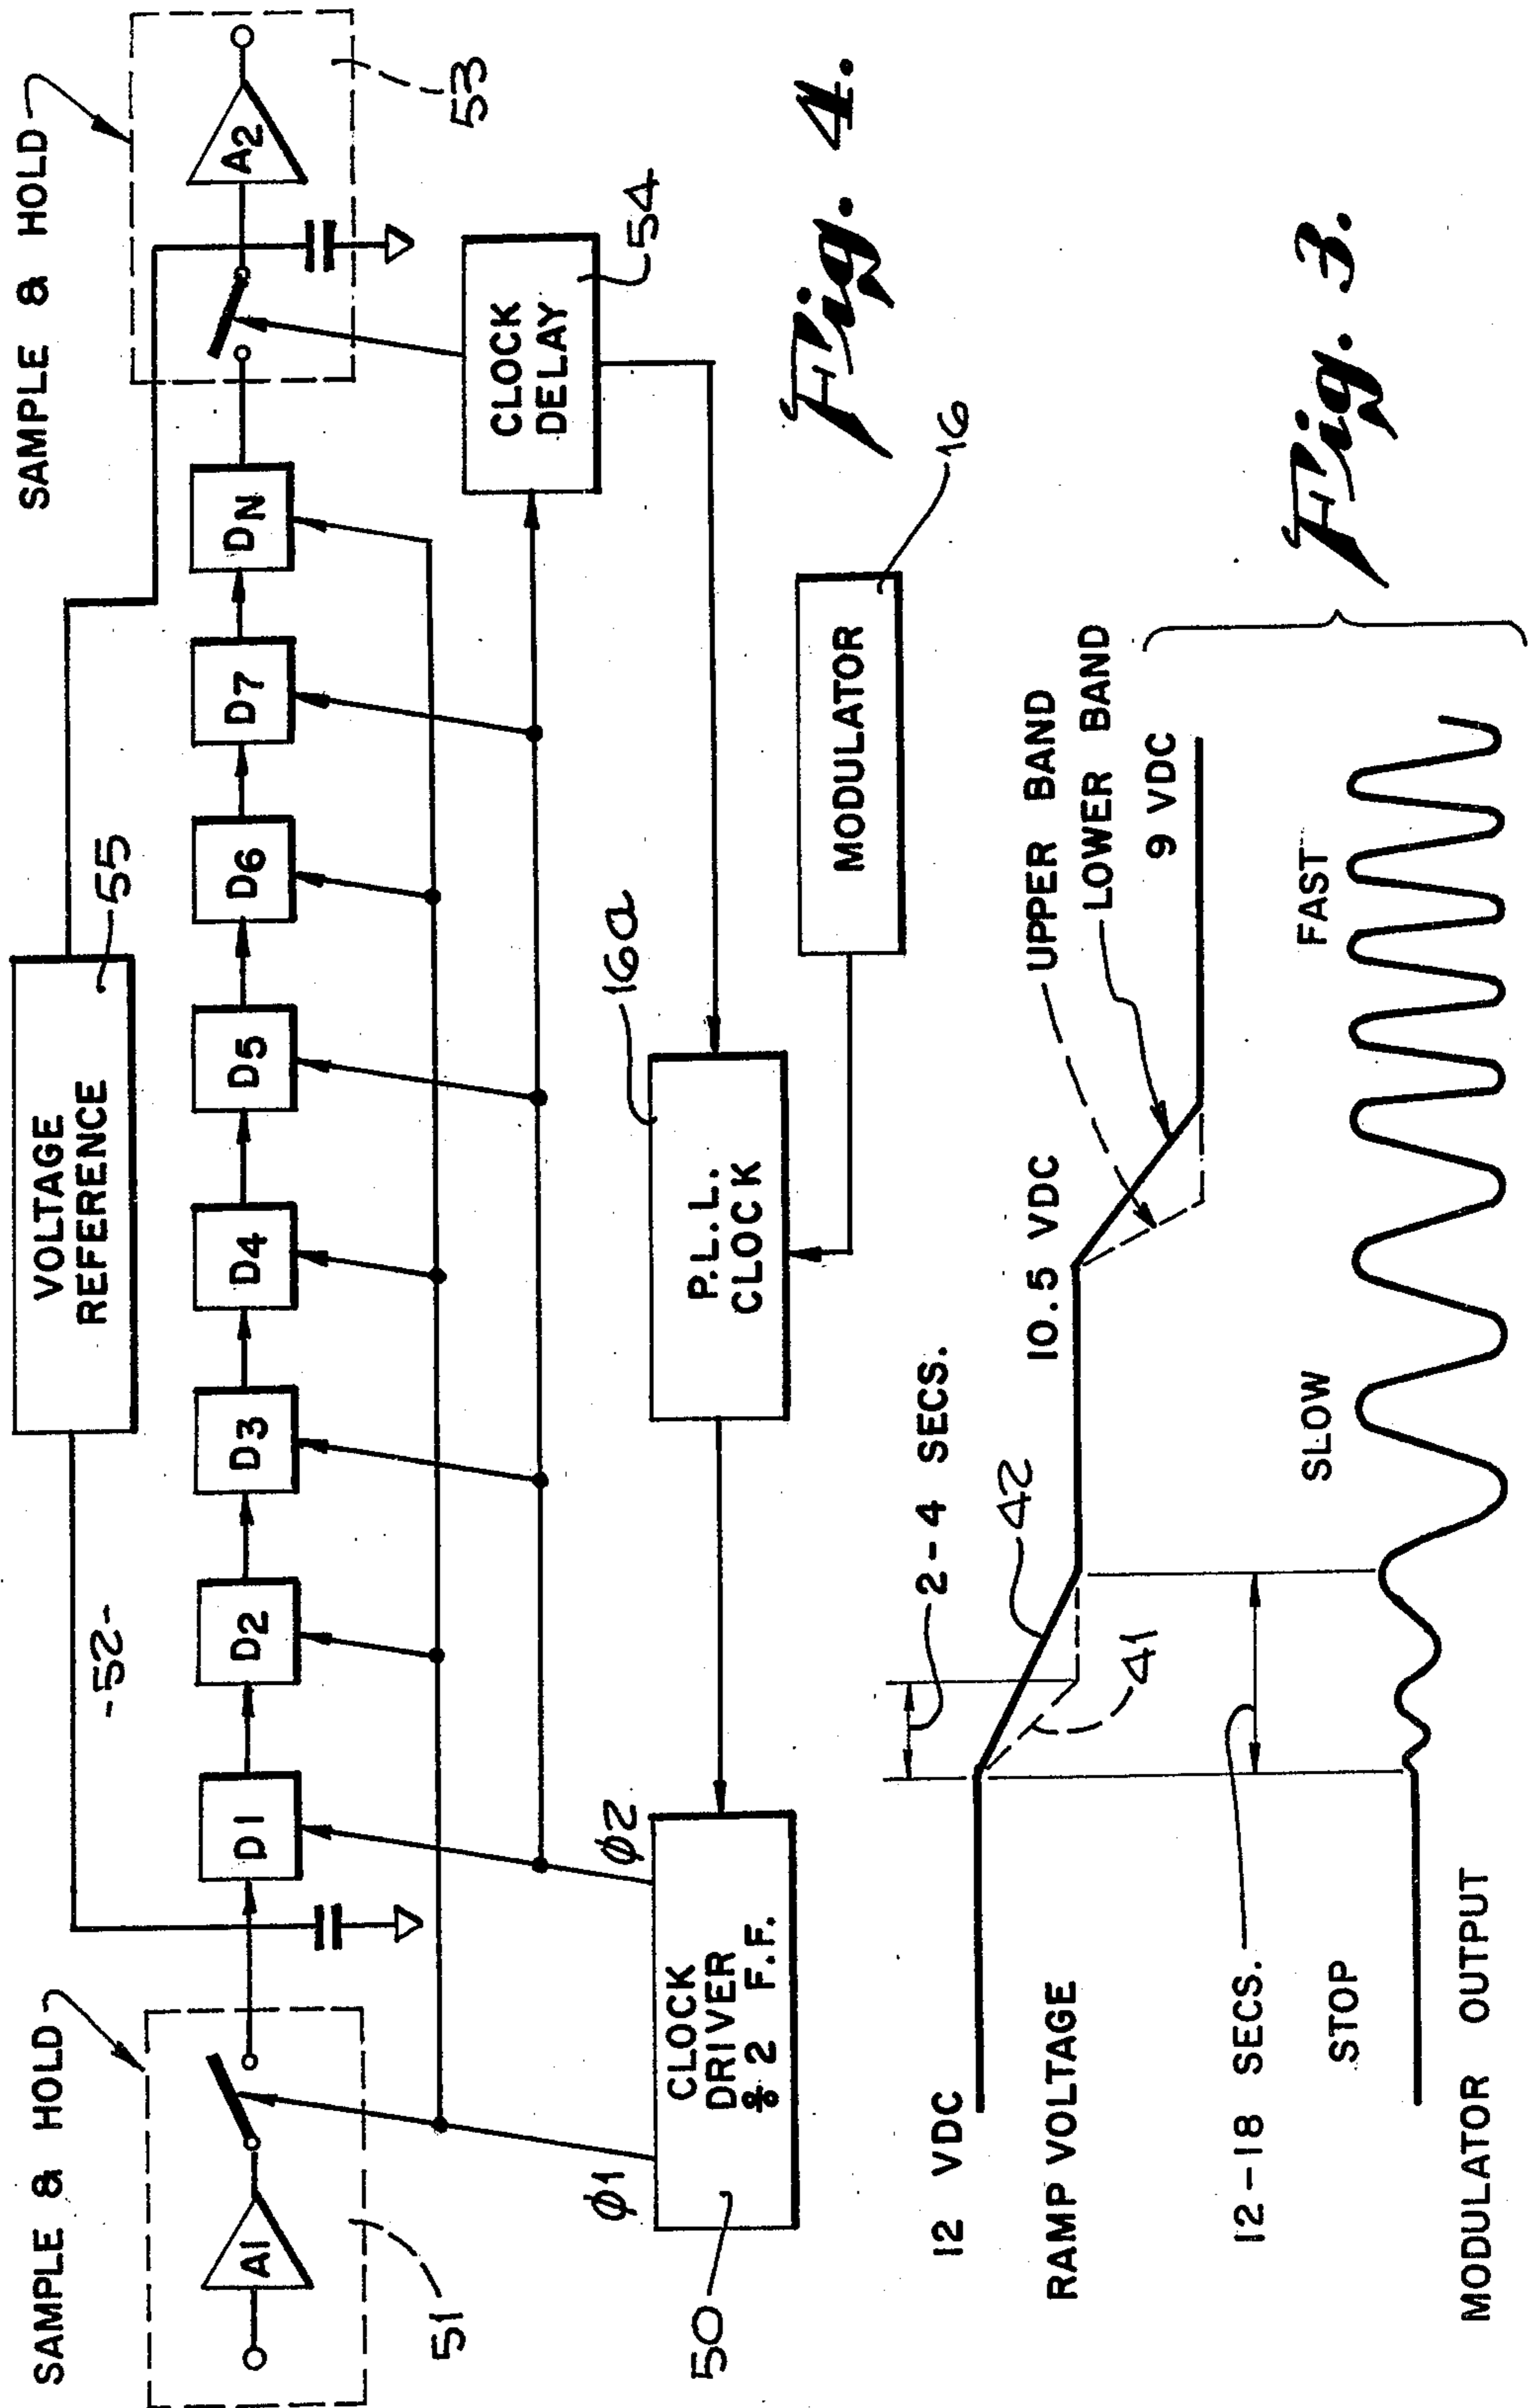 SAMPLE & HOLD
SAMPLE & HOLD
VOLTAGE
REFERENCE
55
-52-
A1
51
D1
D2
D3
D4
D5
D6
D7
DN
A2
53
CLOCK
DELAY
54
Ø1
Ø2
CLOCK
DRIVER
% 2 F.F.
50
P.L.L.
CLOCK
16a
MODULATOR
16
Fig. 4.
12 VDC
RAMP VOLTAGE
2-4 SECS.
42
41
10.5 VDC
UPPER BAND
LOWER BAND
9 VDC
12-18 SECS.
STOP
SLOW
FAST
MODULATOR OUTPUT
Fig. 3.